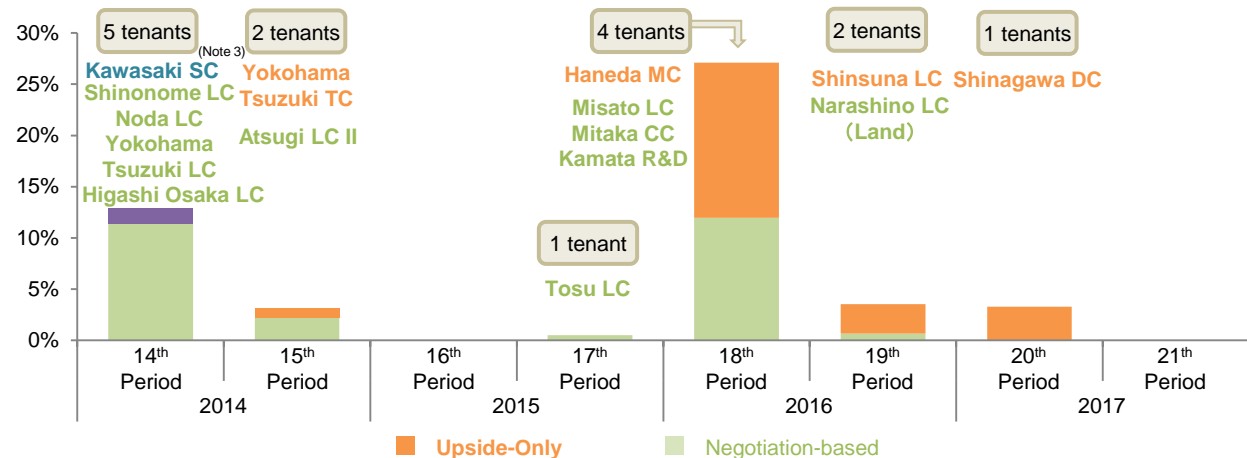 5 tenants
(Note 3)
2 tenants
4 tenants
2 tenants
1 tenants
30%
25%
20%
15%
10%
5%
0%
Kawasaki SC
Shinonome LC
Noda LC
Yokohama
Tsuzuki LC
Higashi Osaka LC
Yokohama
Tsuzuki TC
Atsugi LC II
1 tenant
Tosu LC
Haneda MC
Misato LC
Mitaka CC
Kamata R&D
Shinsuna LC
Narashino LC
(Land)
Shinagawa DC
14th
Period
15th
Period
16th
Period
17th
Period
18th
Period
19th
Period
20th
Period
21th
Period
2014
2015
2016
2017
Upside-Only
Negotiation-based